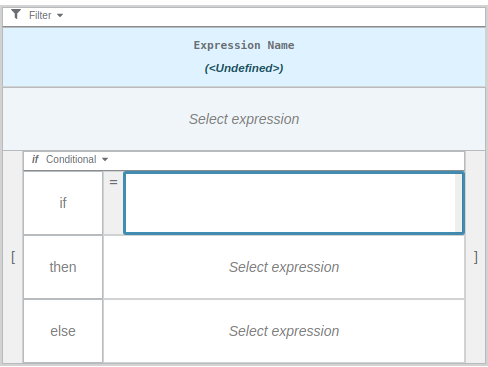 Filter
Expression Name
(<Undefined>)
Select expression
if Conditional
if =
[ then Select expression ]
else Select expression